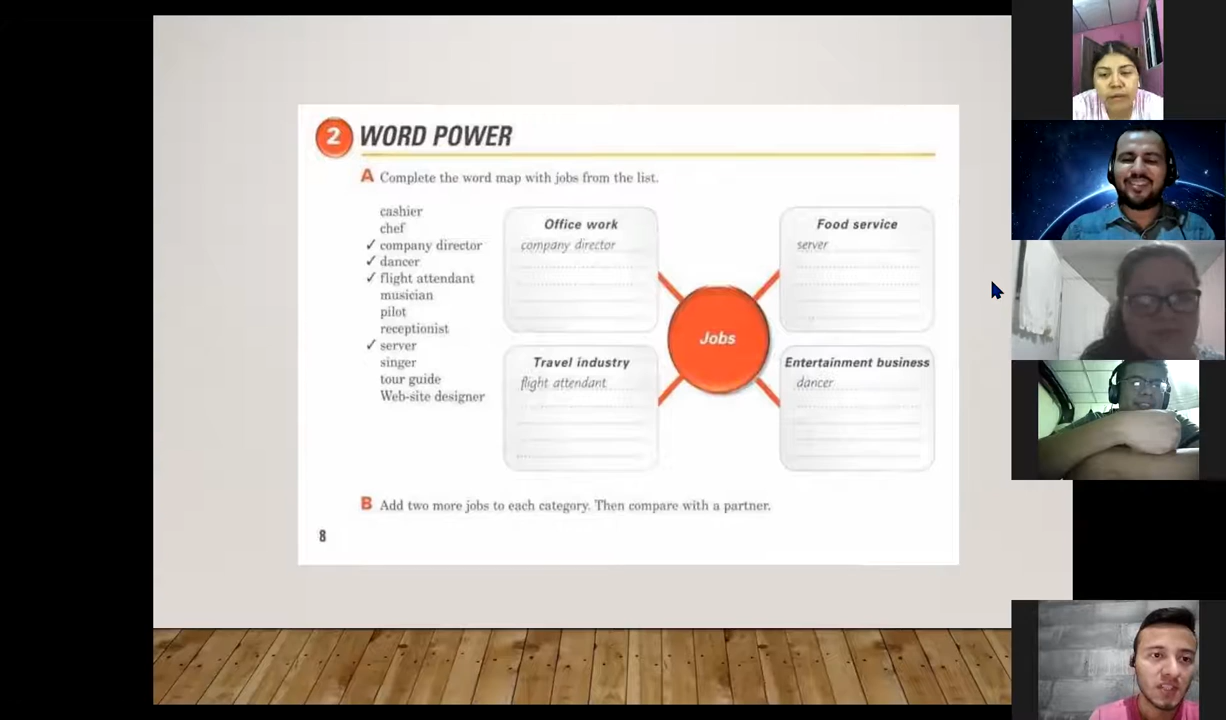 2 WORD POWER
A Complete the word map with jobs from the list.
cashier
chef
✓ company director
✓ dancer
✓ flight attendant
musician
pilot
receptionist
✓ server
singer
tour guide
Web-site designer
Office work
company director
Food service
server
Jobs
Travel industry
flight attendant
Entertainment business
dancer
B Add two more jobs to each category. Then compare with a partner.
8